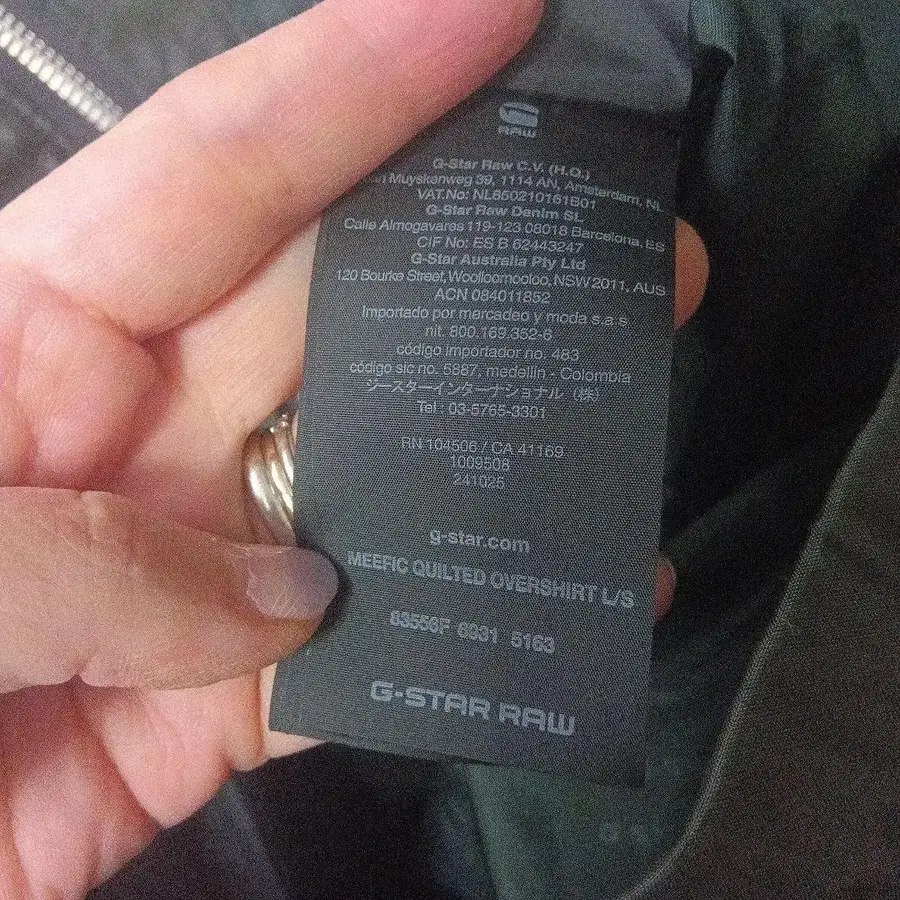 RAW
G-Star Raw C.V. (H.O.)
Muyskenweg 39, 1114 AN, Amsterdam, NL
VAT.No: NL850210161B01
G-Star Raw Denim SL
Calle Almogavares 119-123 08018 Barcelona, ES
CIF No: ES B 62443247
G-Star Australia Pty Ltd
120 Bourke Street, Woolloomooloo, NSW 2011, AUS
ACN 084011852
Importado por mercadeo y moda s.a.s
nit. 800.169.352-6
código importador no. 483
código sic no. 5887, medellin - Colombia
ジースターインターナショナル (株)
Tel : 03-5765-3301
RN 104506 / CA 41169
1009508
241025
g-star.com
MEEFIC QUILTED OVERSHIRT L/S
5163
G-STAR RAW